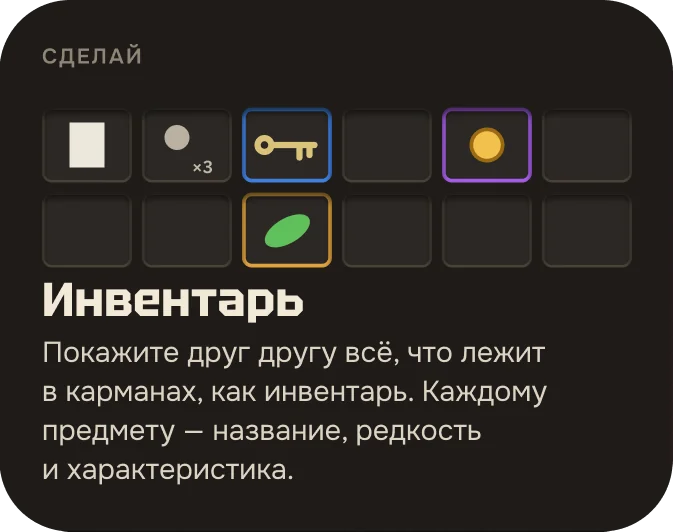 СДЕЛАЙ
×3
Инвентарь
Покажите друг другу всё, что лежит
в карманах, как инвентарь. Каждому
предмету — название, редкость
и характеристика.